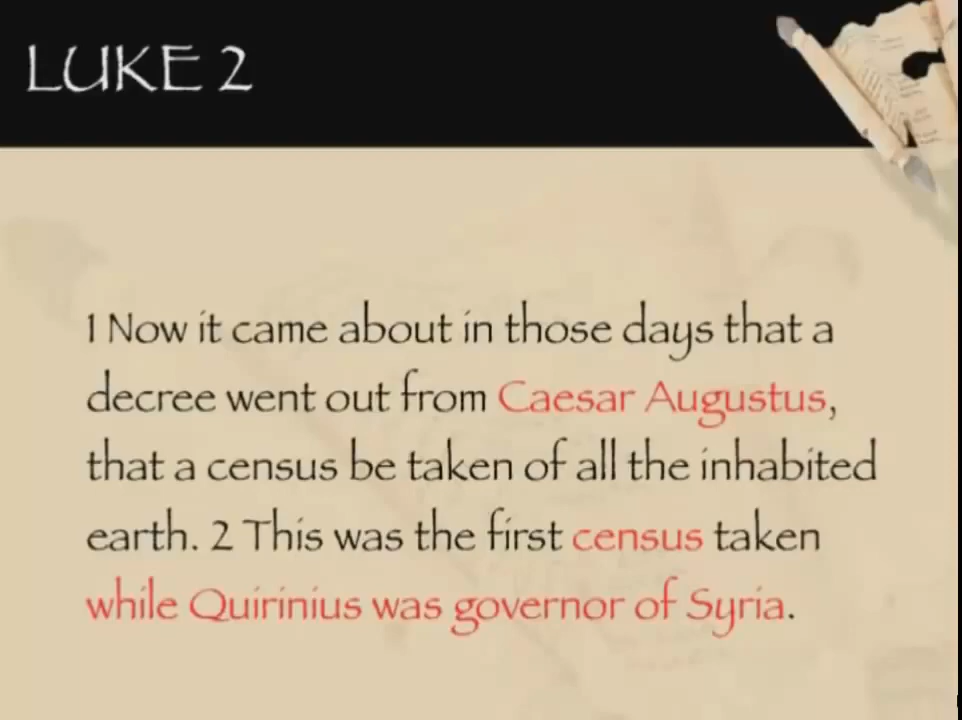 LUKE 2
1 Now it came about in those days that a
decree went out from Caesar Augustus,
that a census be taken of all the inhabited
earth. 2 This was the first census taken
while Quirinius was governor of Syria.